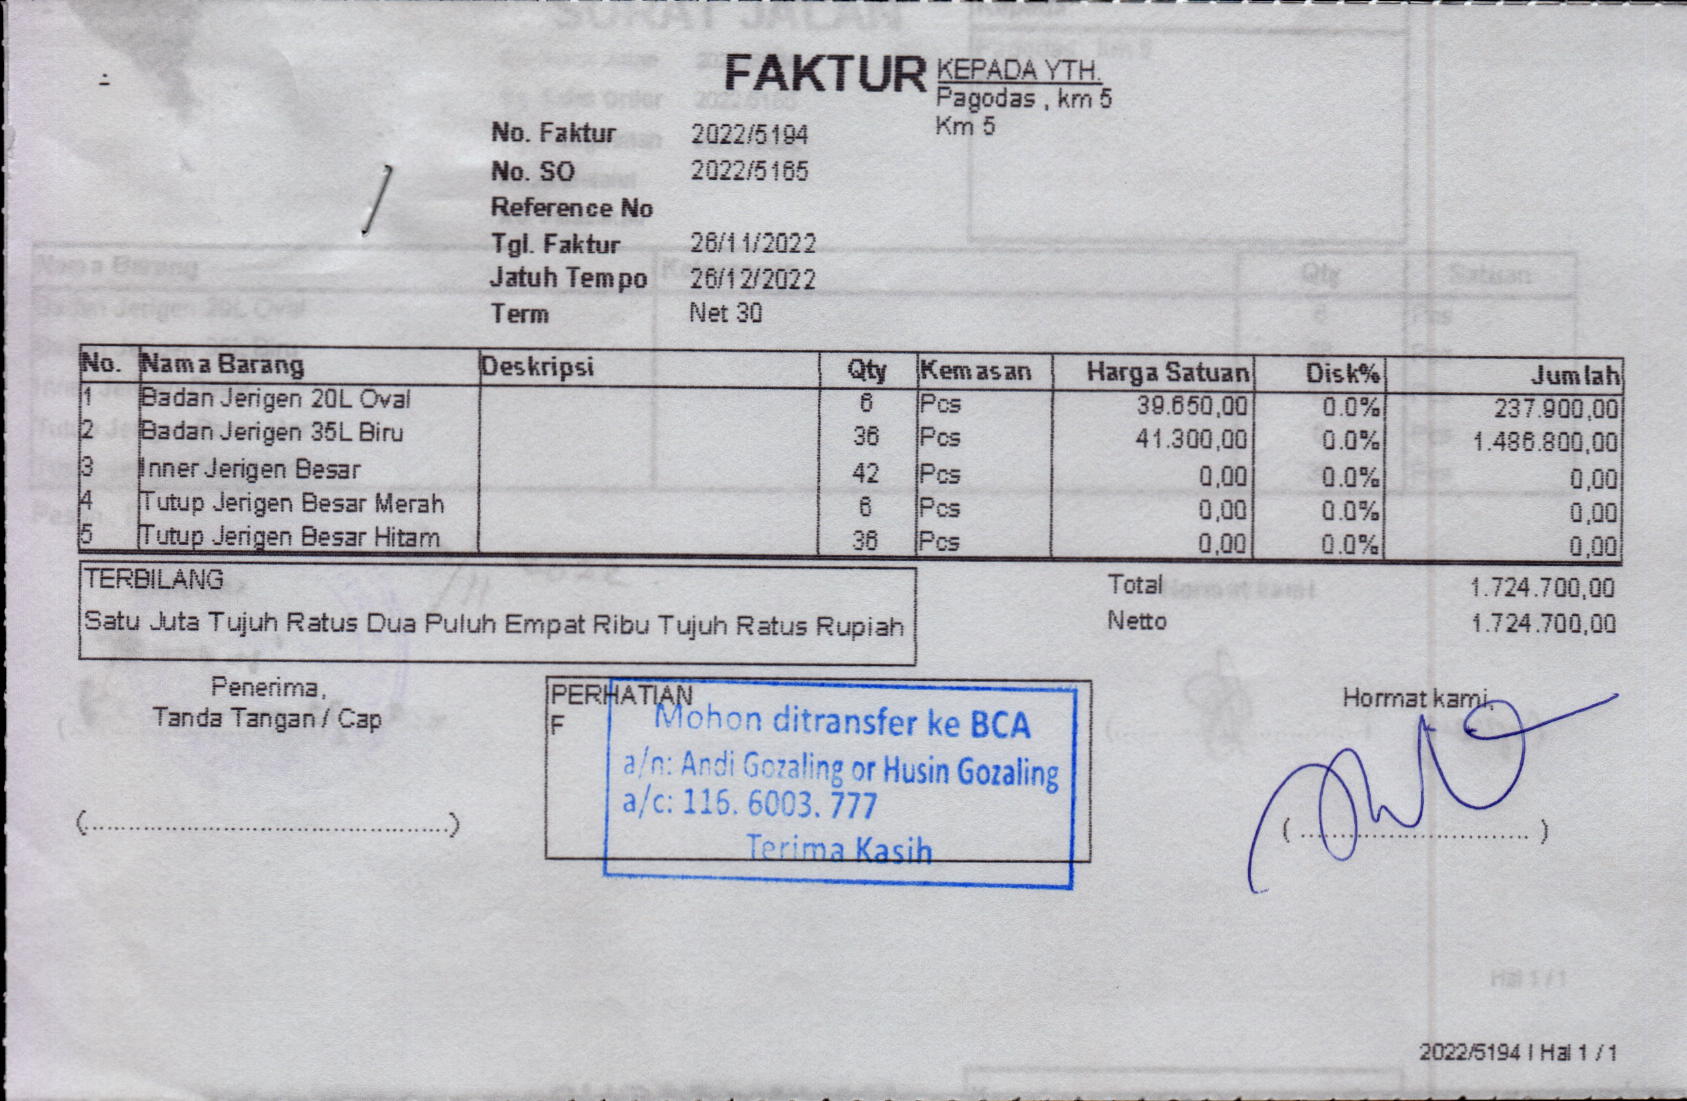 FAKTUR
KEPADA YTH.
Pagodas , km 5
Km 5
No. Faktur 2022/5194
No. SO 2022/5165
Reference No
Tgl. Faktur 26/11/2022
Jatuh Tempo 26/12/2022
Term Net 30
No. Nama Barang Deskripsi Qty Kemasan Harga Satuan Disk% Jumlah
1 Badan Jerigen 20L Oval 6 Pcs 39.650,00 0.0% 237.900,00
2 Badan Jerigen 35L Biru 36 Pcs 41.300,00 0.0% 1.486.800,00
3 Inner Jerigen Besar 42 Pcs 0,00 0.0% 0,00
4 Tutup Jerigen Besar Merah 6 Pcs 0,00 0.0% 0,00
5 Tutup Jerigen Besar Hitam 36 Pcs 0,00 0.0% 0,00
TERBILANG
Satu Juta Tujuh Ratus Dua Puluh Empat Ribu Tujuh Ratus Rupiah
Total 1.724.700,00
Netto 1.724.700,00
Penerima,
Tanda Tangan / Cap
(..................................................)
PERHATIAN
F
Mohon ditransfer ke BCA
a/n: Andi Gozaling or Husin Gozaling
a/c: 116. 6003. 777
Terima Kasih
Hormat kami,
( ................................ )
2022/5194 | Hal 1 / 1